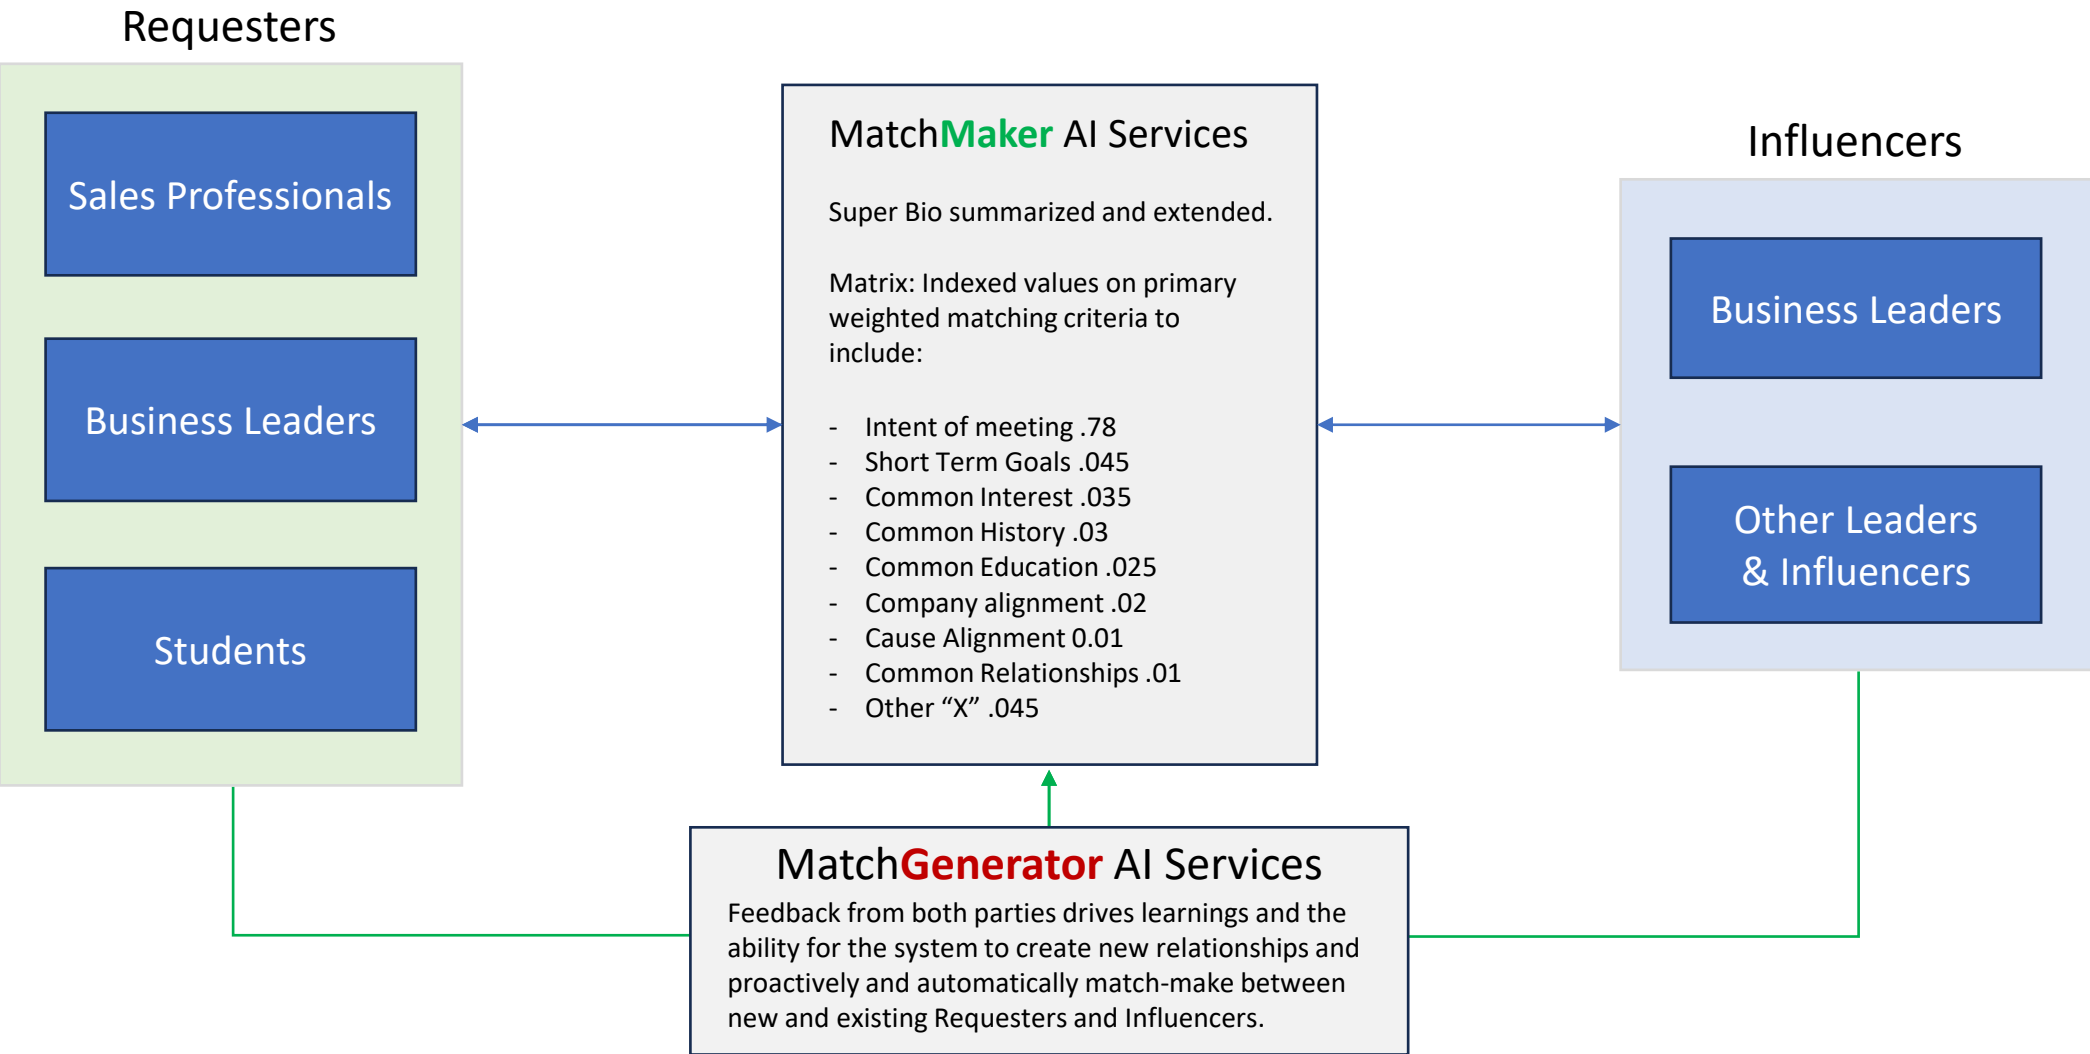 Requesters
Sales Professionals
Business Leaders
Students
MatchMaker AI Services
Super Bio summarized and extended.
Matrix: Indexed values on primary
weighted matching criteria to
include:
- Intent of meeting .78
- Short Term Goals .045
- Common Interest .035
- Common History .03
- Common Education .025
- Company alignment .02
- Cause Alignment 0.01
- Common Relationships .01
- Other “X” .045
Influencers
Business Leaders
Other Leaders
& Influencers
MatchGenerator AI Services
Feedback from both parties drives learnings and the
ability for the system to create new relationships and
proactively and automatically match-make between
new and existing Requesters and Influencers.